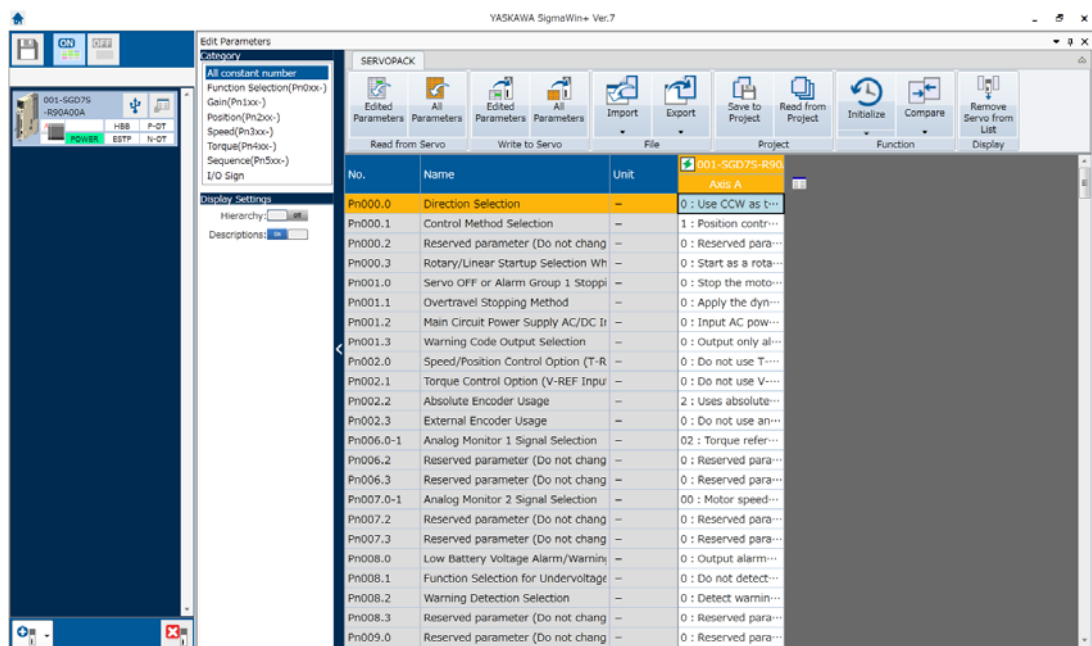 YASKAWA SigmaWin+ Ver.7
ON
OFF
001-SGD7S
-R90A00A
HBB P-OT
POWER ESTP N-OT
Edit Parameters
Category
All constant number
Function Selection(Pn0xx-)
Gain(Pn1xx-)
Position(Pn2xx-)
Speed(Pn3xx-)
Torque(Pn4xx-)
Sequence(Pn5xx-)
I/O Sign
Display Settings
Hierarchy: Off
Descriptions: On
SERVOPACK
Edited Parameters
All Parameters
Read from Servo
Edited Parameters
All Parameters
Write to Servo
Import
Export
File
Save to Project
Read from Project
Project
Initialize
Compare
Function
Remove Servo from List
Display
No. Name Unit 001-SGD7S-R90
Axis A
Pn000.0 Direction Selection – 0 : Use CCW as t···
Pn000.1 Control Method Selection – 1 : Position contr···
Pn000.2 Reserved parameter (Do not chang – 0 : Reserved para···
Pn000.3 Rotary/Linear Startup Selection Wh – 0 : Start as a rota···
Pn001.0 Servo OFF or Alarm Group 1 Stoppi – 0 : Stop the moto···
Pn001.1 Overtravel Stopping Method – 0 : Apply the dyn···
Pn001.2 Main Circuit Power Supply AC/DC I – 0 : Input AC pow···
Pn001.3 Warning Code Output Selection – 0 : Output only al···
Pn002.0 Speed/Position Control Option (T-R – 0 : Do not use T-···
Pn002.1 Torque Control Option (V-REF Input – 0 : Do not use V-···
Pn002.2 Absolute Encoder Usage – 2 : Uses absolute···
Pn002.3 External Encoder Usage – 0 : Do not use an···
Pn006.0-1 Analog Monitor 1 Signal Selection – 02 : Torque refer···
Pn006.2 Reserved parameter (Do not chang – 0 : Reserved para···
Pn006.3 Reserved parameter (Do not chang – 0 : Reserved para···
Pn007.0-1 Analog Monitor 2 Signal Selection – 00 : Motor speed···
Pn007.2 Reserved parameter (Do not chang – 0 : Reserved para···
Pn007.3 Reserved parameter (Do not chang – 0 : Reserved para···
Pn008.0 Low Battery Voltage Alarm/Warning – 0 : Output alarm···
Pn008.1 Function Selection for Undervoltage – 0 : Do not detect···
Pn008.2 Warning Detection Selection – 0 : Detect warnin···
Pn008.3 Reserved parameter (Do not chang – 0 : Reserved para···
Pn009.0 Reserved parameter (Do not chang – 0 : Reserved para···